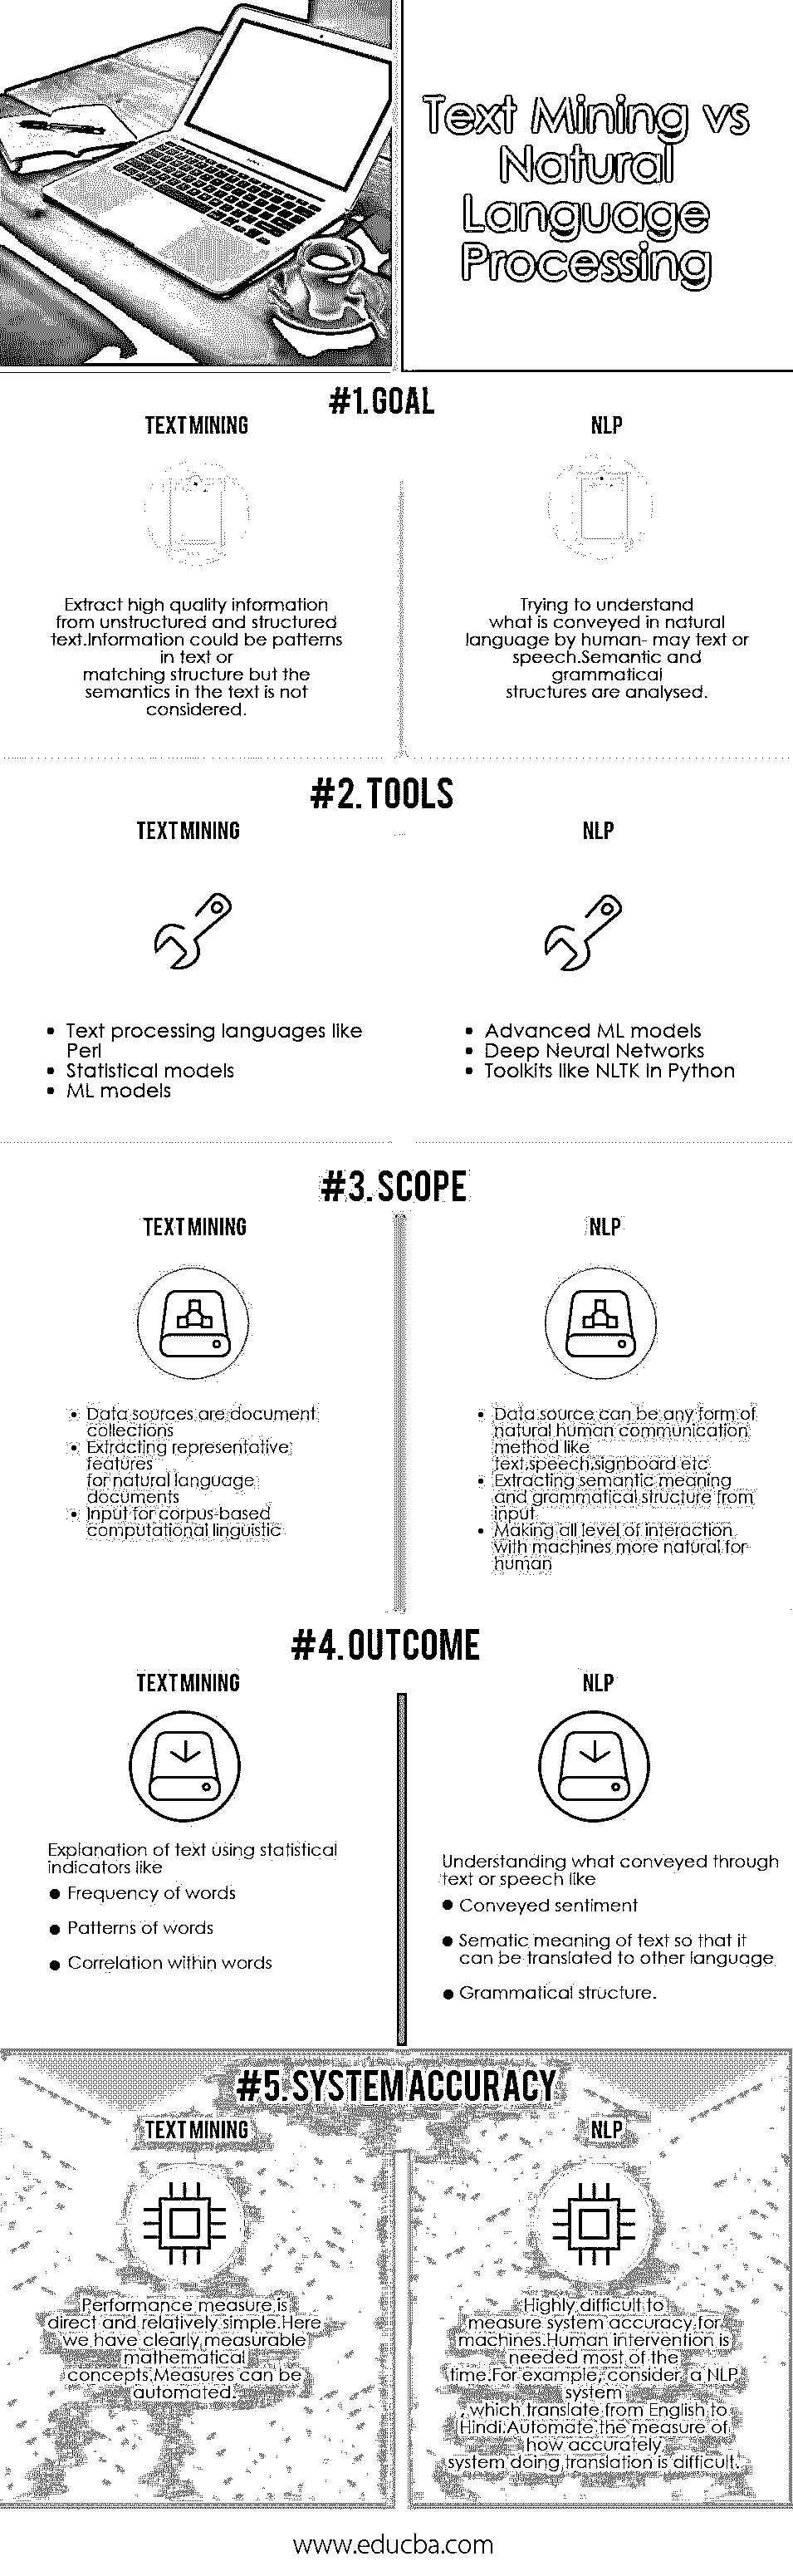 Text Mining vs
Natural
Language
Processing
#1.GOAL
TEXT MINING
Extract high quality information
from unstructured and structured
text.Information could be patterns
in text or
matching structure but the
semantics in the text is not
considered.
NLP
Trying to understand
what is conveyed in natural
language by human- may text or
speech.Semantic and
grammatical
structures are analysed.
#2.TOOLS
TEXT MINING
• Text processing languages like
Perl
• Statistical models
• ML models
NLP
• Advanced ML models
• Deep Neural Networks
• Toolkits like NLTK in Python
#3.SCOPE
TEXT MINING
• Data sources are document
collections
• Extracting representative
features
for natural language
documents
• Input for corpus-based
computational linguistic
NLP
• Data source can be any form of
natural human communication
method like
text,speech,signboard etc
• Extracting semantic meaning
and grammatical structure from
input
• Making all level of interaction
with machines more natural for
human
#4.OUTCOME
TEXT MINING
Explanation of text using statistical
indicators like
• Frequency of words
• Patterns of words
• Correlation within words
NLP
Understanding what conveyed through
text or speech like
• Conveyed sentiment
• Sematic meaning of text so that it
can be translated to other language
• Grammatical structure.
#5.SYSTEM ACCURACY
TEXT MINING
Performance measure is
direct and relatively simple.Here
we have clearly measurable
mathematical
concepts.Measures can be
automated.
NLP
Highly difficult to
measure system accuracy for
machines.Human intervention is
needed most of the
time.For example, consider a NLP
system
, which translate from English to
Hindi.Automate the measure of
how accurately
system doing translation is difficult.
www.educba.com